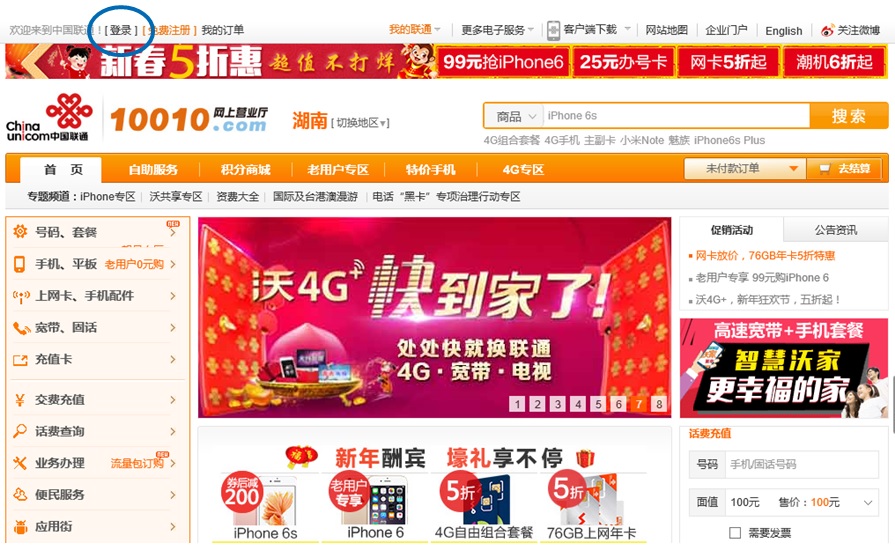 欢迎来到中国联通! [ 登录 ] [ 免费注册 ] 我的订单
我的联通 更多电子服务 客户端下载 网站地图 企业门户 English 关注微博
新春5折惠 超值不打烊 99元抢iPhone6 25元办号卡 网卡5折起 潮机6折起
China unicom中国联通 10010.com 网上营业厅 湖南 [ 切换地区 ]
商品 iPhone 6s 搜索
4G组合套餐 4G手机 主副卡 小米Note 魅族 iPhone6s Plus
首 页 自助服务 积分商城 老用户专区 特价手机 4G专区 未付款订单 去结算
专题频道：iPhone专区 沃共享专区 资费大全 国际及台港澳漫游 电话“黑卡”专项治理行动专区
号码、套餐
手机、平板 老用户0元购
上网卡、手机配件
宽带、固话
充值卡
交费充值
话费查询
业务办理 流量包订购
便民服务
应用街
沃4G+快到家了!
处处快就换联通
4G·宽带·电视
1 2 3 4 5 6 7 8
新年酬宾 壕礼享不停
券后减 200
老用户 专享
5折
5折
iPhone 6s iPhone 6 4G自由组合套餐 76GB上网年卡
促销活动 公告资讯
网卡放价，76GB年卡5折特惠
老用户专享 99元购iPhone 6
沃4G+，新年狂欢节，五折起！
高速宽带+手机套餐
智慧沃家
更幸福的家
话费充值
号码 手机/固话号码
面值 100元 售价：100元
需要发票